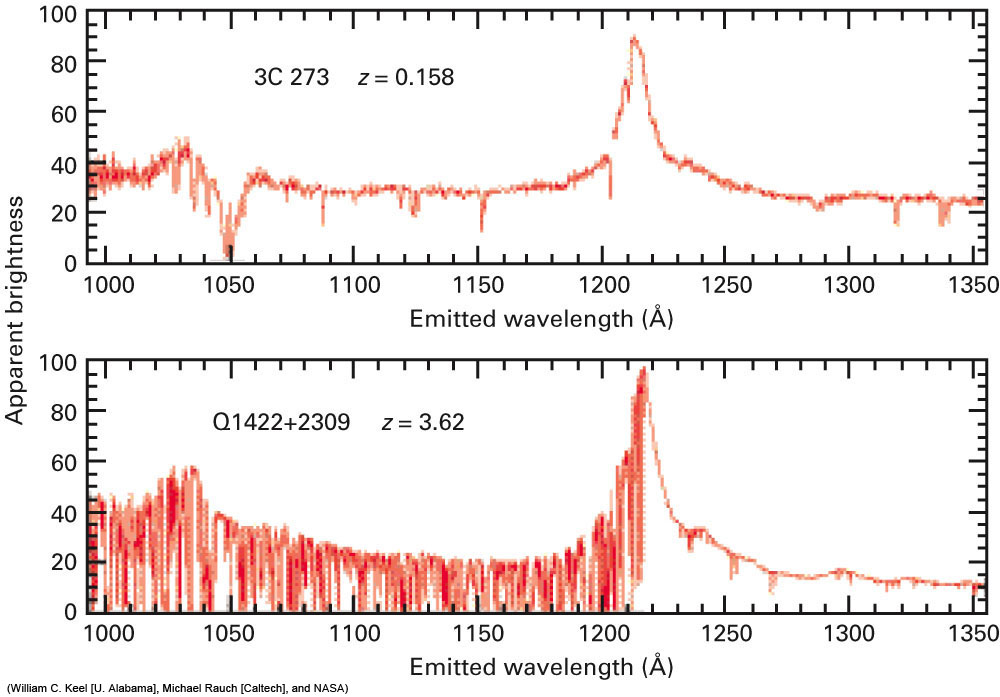 Apparent brightness
100
80
60
40
20
0
3C 273 z = 0.158
1000 1050 1100 1150 1200 1250 1300 1350
Emitted wavelength (Å)
100
80
60
40
20
0
Q1422+2309 z = 3.62
1000 1050 1100 1150 1200 1250 1300 1350
Emitted wavelength (Å)
(William C. Keel [U. Alabama], Michael Rauch [Caltech], and NASA)